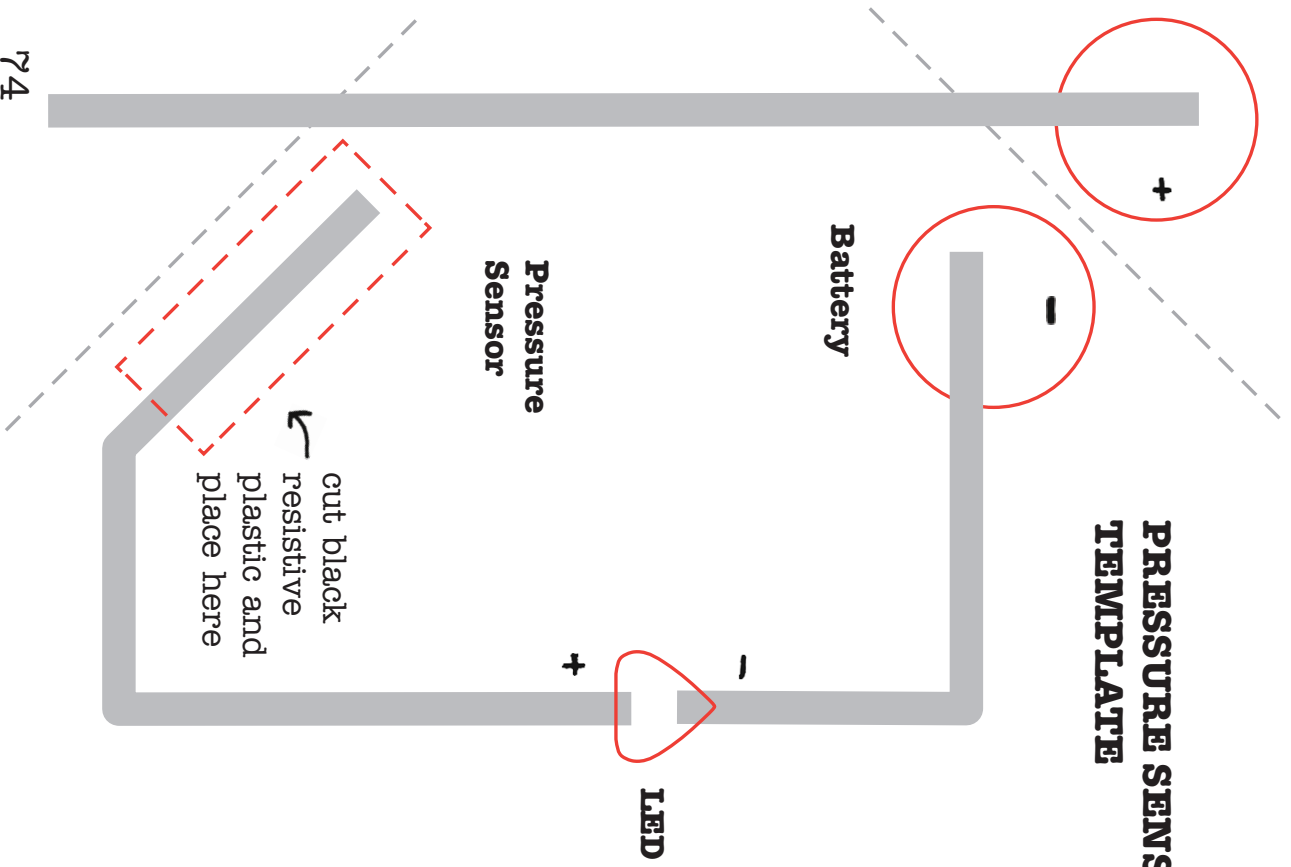 PRESSURE SENS
TEMPLATE
+
-
Battery
Pressure
Sensor
cut black
resistive
plastic and
place here
-
+
LED
74